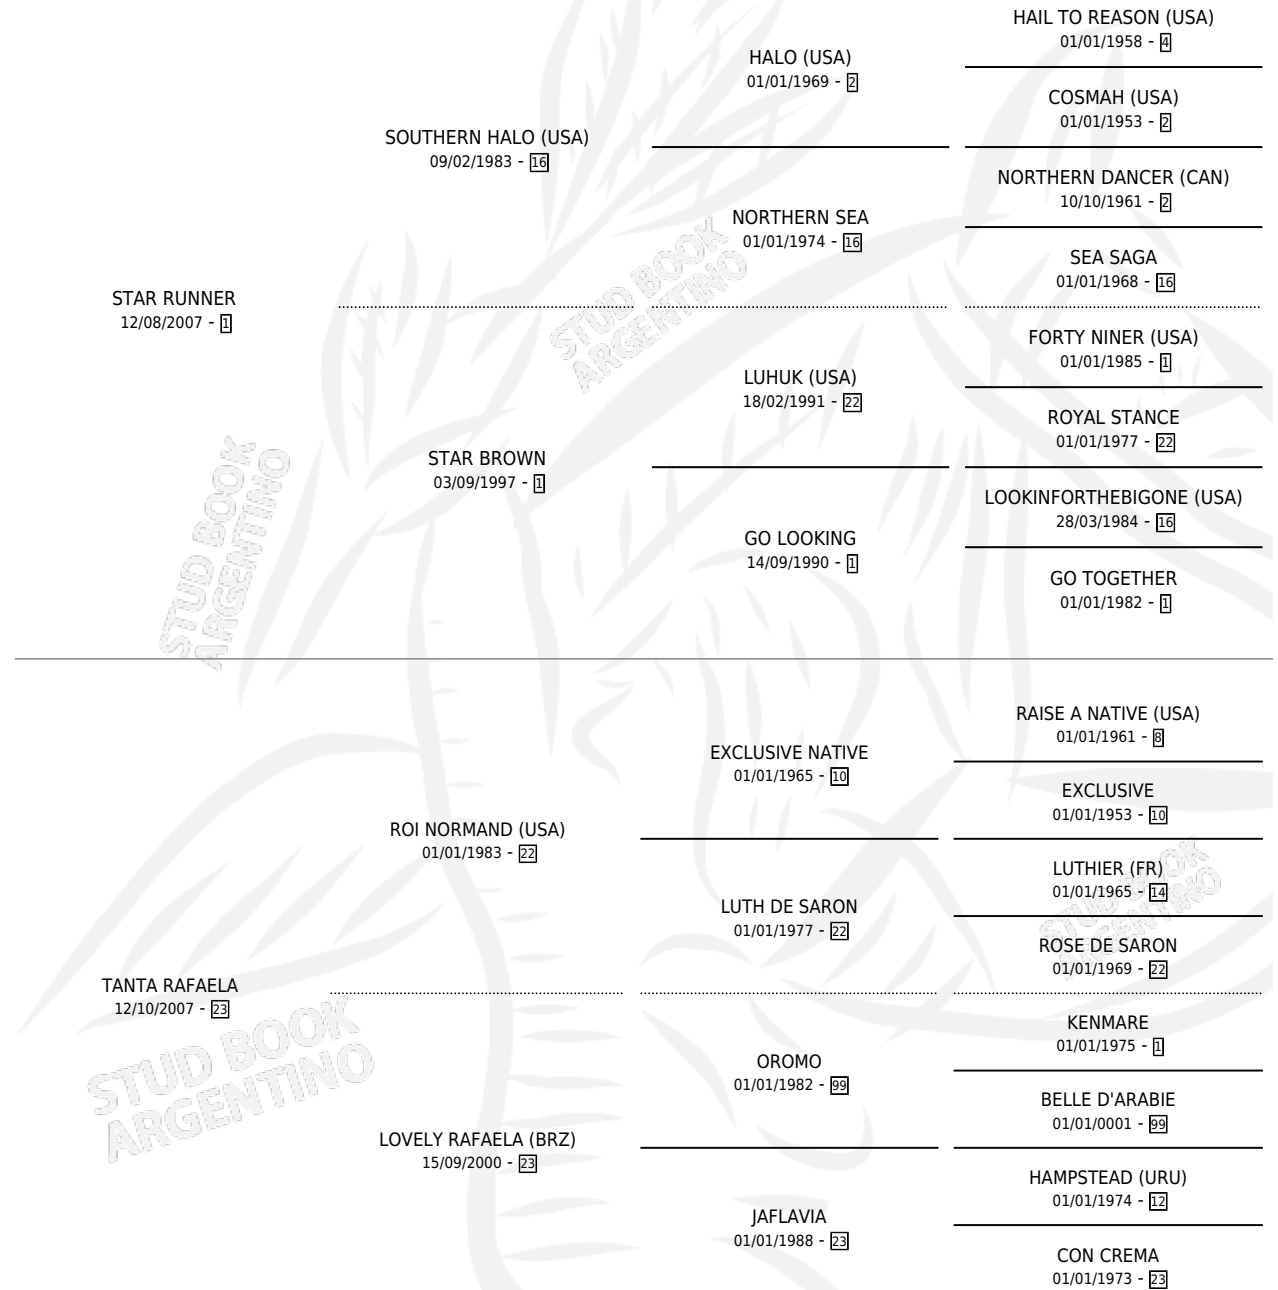 HAIL TO REASON (USA)
01/01/1958 - 4
HALO (USA)
01/01/1969 - 2
COSMAH (USA)
01/01/1953 - 2
SOUTHERN HALO (USA)
09/02/1983 - 16
NORTHERN DANCER (CAN)
10/10/1961 - 2
NORTHERN SEA
01/01/1974 - 16
SEA SAGA
01/01/1968 - 16
STUD BOOK
ARGENTINO
STAR RUNNER
12/08/2007 - 1
FORTY NINER (USA)
01/01/1985 - 1
LUHUK (USA)
18/02/1991 - 22
ROYAL STANCE
01/01/1977 - 22
STAR BROWN
03/09/1997 - 1
LOOKINFORTHEBIGONE (USA)
28/03/1984 - 16
GO LOOKING
14/09/1990 - 1
GO TOGETHER
01/01/1982 - 1
STUD BOOK
ARGENTINO
RAISE A NATIVE (USA)
01/01/1961 - 8
EXCLUSIVE NATIVE
01/01/1965 - 10
EXCLUSIVE
01/01/1953 - 10
ROI NORMAND (USA)
01/01/1983 - 22
LUTHIER (FR)
01/01/1965 - 14
LUTH DE SARON
01/01/1977 - 22
ROSE DE SARON
01/01/1969 - 22
STUD BOOK
ARGENTINO
TANTA RAFAELA
12/10/2007 - 23
KENMARE
01/01/1975 - 1
OROMO
01/01/1982 - 99
BELLE D'ARABIE
01/01/0001 - 99
STUD BOOK
ARGENTINO
LOVELY RAFAELA (BRZ)
15/09/2000 - 23
HAMPSTEAD (URU)
01/01/1974 - 12
JAFLAVIA
01/01/1988 - 23
CON CREMA
01/01/1973 - 23